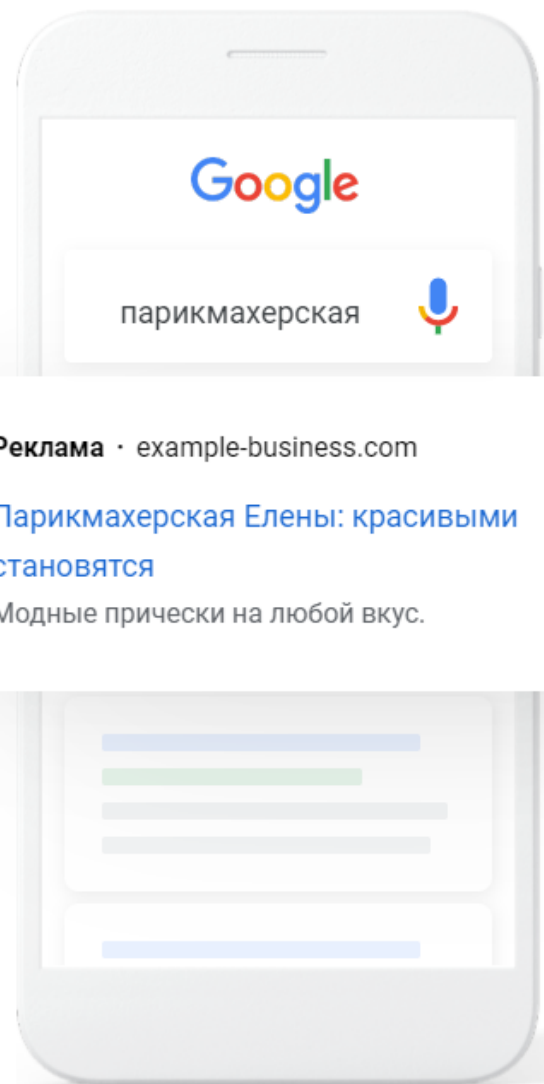 Google
парикмахерская
Реклама · example-business.com
Парикмахерская Елены: красивыми
становятся
Модные прически на любой вкус.